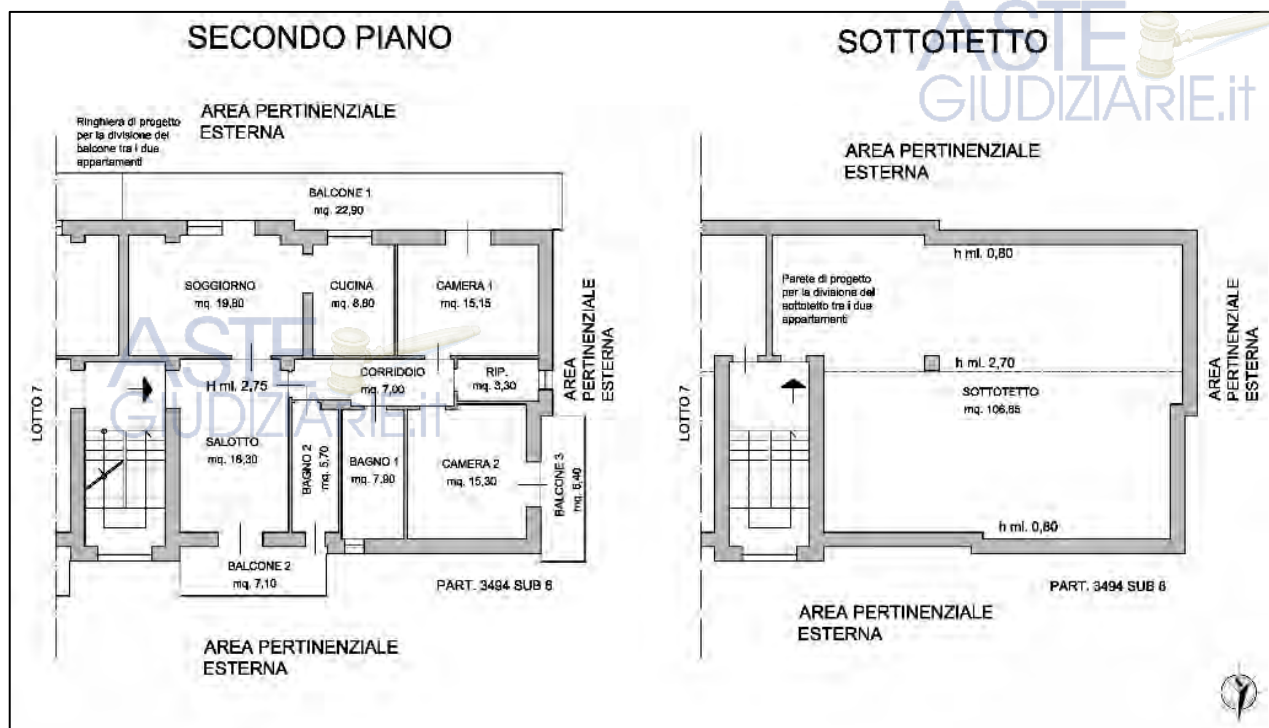 SECONDO PIANO
AREA PERTINENZIALE
ESTERNA
Ringhiera di progetto
per la divisione del
balcone tra i due
appartamenti
BALCONE 1
mq. 22,90
SOGGIORNO
mq. 19,80
CUCINA
mq. 8,80
CAMERA 1
mq. 15,15
AREA
PERTINENZIALE
ESTERNA
H ml. 2,75
CORRIDOIO
mq. 7,00
RIP.
mq. 3,30
LOTTO 7
SALOTTO
mq. 16,30
BAGNO 2
mq. 5,70
BAGNO 1
mq. 7,90
CAMERA 2
mq. 15,30
BALCONE 3
mq. 6,40
BALCONE 2
mq. 7,10
PART. 3494 SUB 6
AREA PERTINENZIALE
ESTERNA
ASTE
GIUDIZIARIE.it
SOTTOTETTO
ASTE
GIUDIZIARIE.it
AREA PERTINENZIALE
ESTERNA
h ml. 0,80
Parete di progetto
per la divisione del
sottotetto tra i due
appartamenti
h ml. 2,70
SOTTOTETTO
mq. 106,85
LOTTO 7
AREA
PERTINENZIALE
ESTERNA
h ml. 0,80
PART. 3494 SUB 6
AREA PERTINENZIALE
ESTERNA